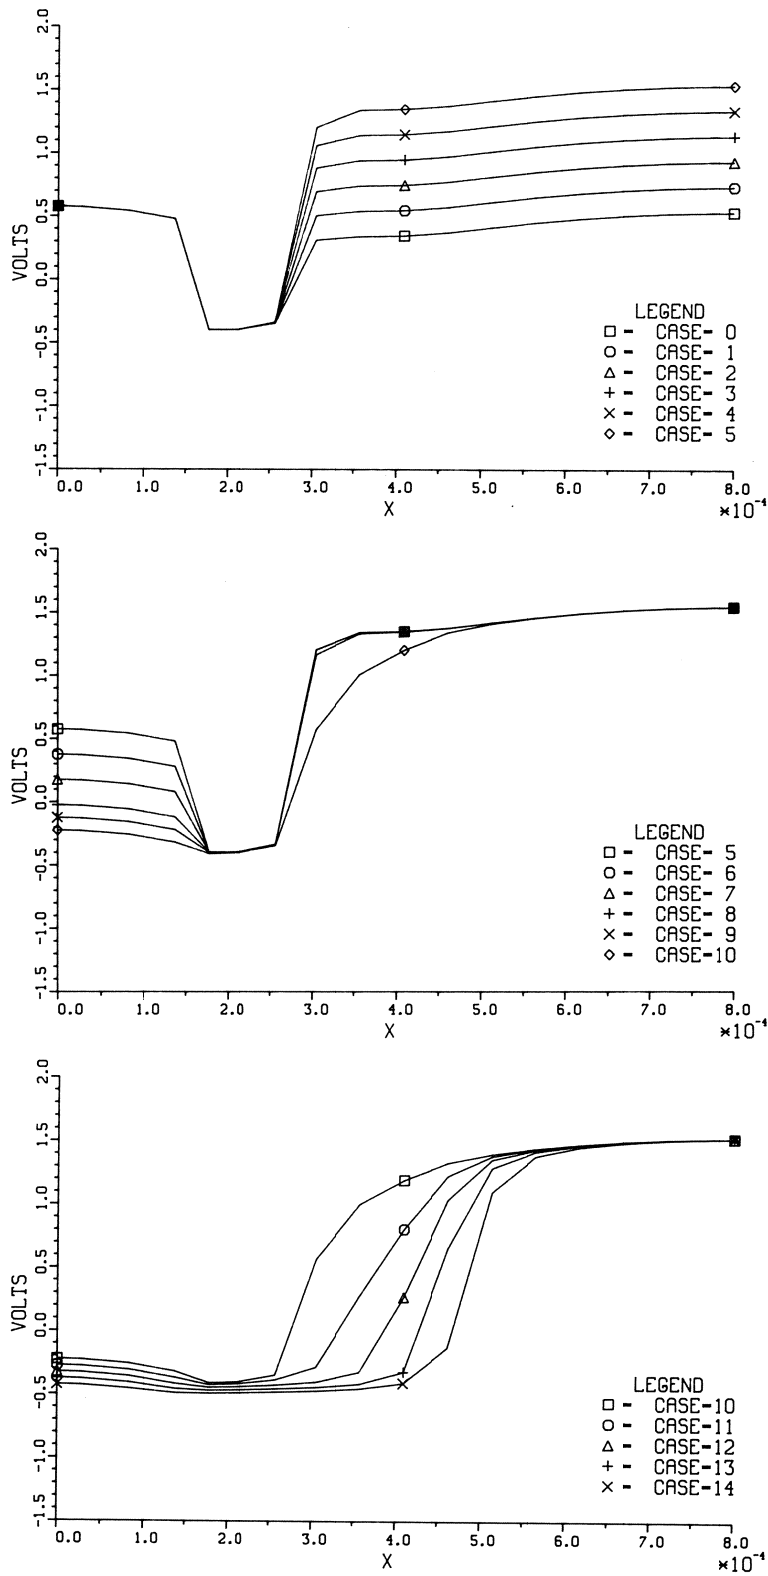 2.0
1.5
1.0
0.5
0.0
-0.5
-1.0
-1.5
VOLTS
LEGEND
□ - CASE- 0
○ - CASE- 1
△ - CASE- 2
+ - CASE- 3
× - CASE- 4
◇ - CASE- 5
0.0 1.0 2.0 3.0 4.0 5.0 6.0 7.0 8.0
X
*10⁻⁴
2.0
1.5
1.0
0.5
0.0
-0.5
-1.0
-1.5
VOLTS
LEGEND
□ - CASE- 5
○ - CASE- 6
△ - CASE- 7
+ - CASE- 8
× - CASE- 9
◇ - CASE-10
0.0 1.0 2.0 3.0 4.0 5.0 6.0 7.0 8.0
X
*10⁻⁴
2.0
1.5
1.0
0.5
0.0
-0.5
-1.0
-1.5
VOLTS
LEGEND
□ - CASE-10
○ - CASE-11
△ - CASE-12
+ - CASE-13
× - CASE-14
0.0 1.0 2.0 3.0 4.0 5.0 6.0 7.0 8.0
X
*10⁻⁴